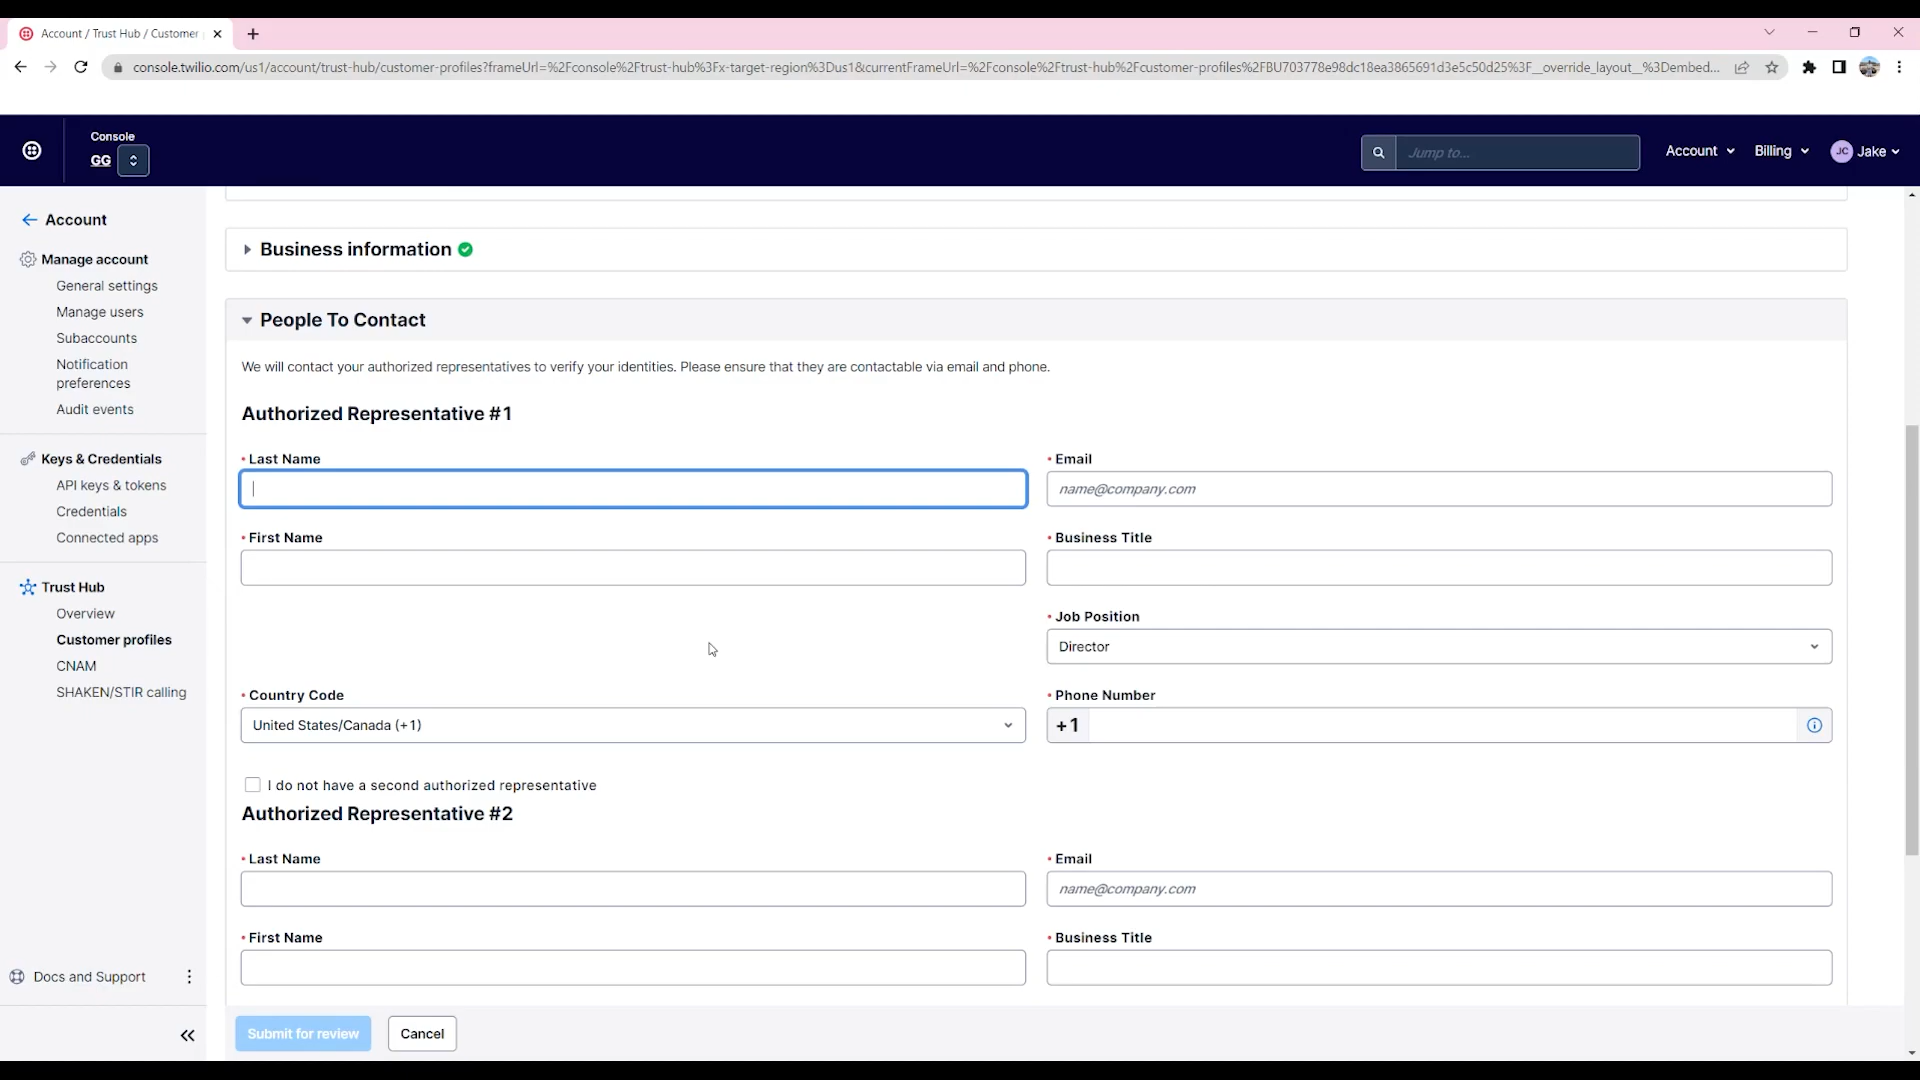 Account / Trust Hub / Customer
console.twilio.com/us1/account/trust-hub/customer-profiles?frameUrl=%2Fconsole%2Ftrust-hub%3Fx-target-region%3Dus1&currentFrameUrl=%2Fconsole%2Ftrust-hub%2Fcustomer-profiles%2FBU703778e98dc18ea3865691d3e5c50d25%3F__override_layout__%3Dembed...
Console
GG
Jump to...
Account
Billing
JC Jake
Account
Manage account
General settings
Manage users
Subaccounts
Notification
preferences
Audit events
Keys & Credentials
API keys & tokens
Credentials
Connected apps
Trust Hub
Overview
Customer profiles
CNAM
SHAKEN/STIR calling
Docs and Support
Business information
People To Contact
We will contact your authorized representatives to verify your identities. Please ensure that they are contactable via email and phone.
Authorized Representative #1
Last Name
Email
name@company.com
First Name
Business Title
Job Position
Director
Country Code
United States/Canada (+1)
Phone Number
+1
I do not have a second authorized representative
Authorized Representative #2
Last Name
Email
name@company.com
First Name
Business Title
Submit for review
Cancel